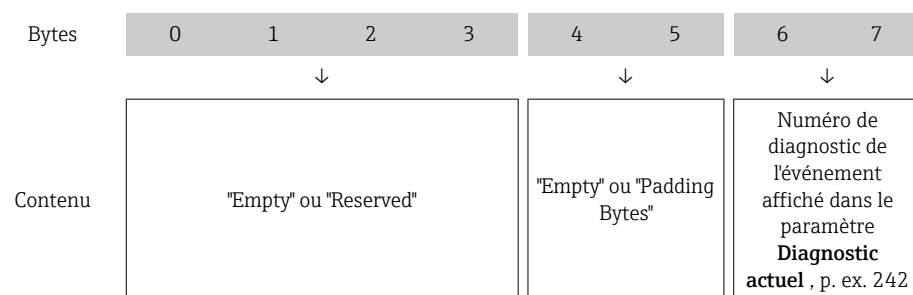 Bytes 0 1 2 3 4 5 6 7
↓ ↓ ↓
Contenu
"Empty" ou "Reserved"
"Empty" ou "Padding
Bytes"
Numéro de
diagnostic de
l'événement
affiché dans le
paramètre
Diagnostic
actuel , p. ex. 242